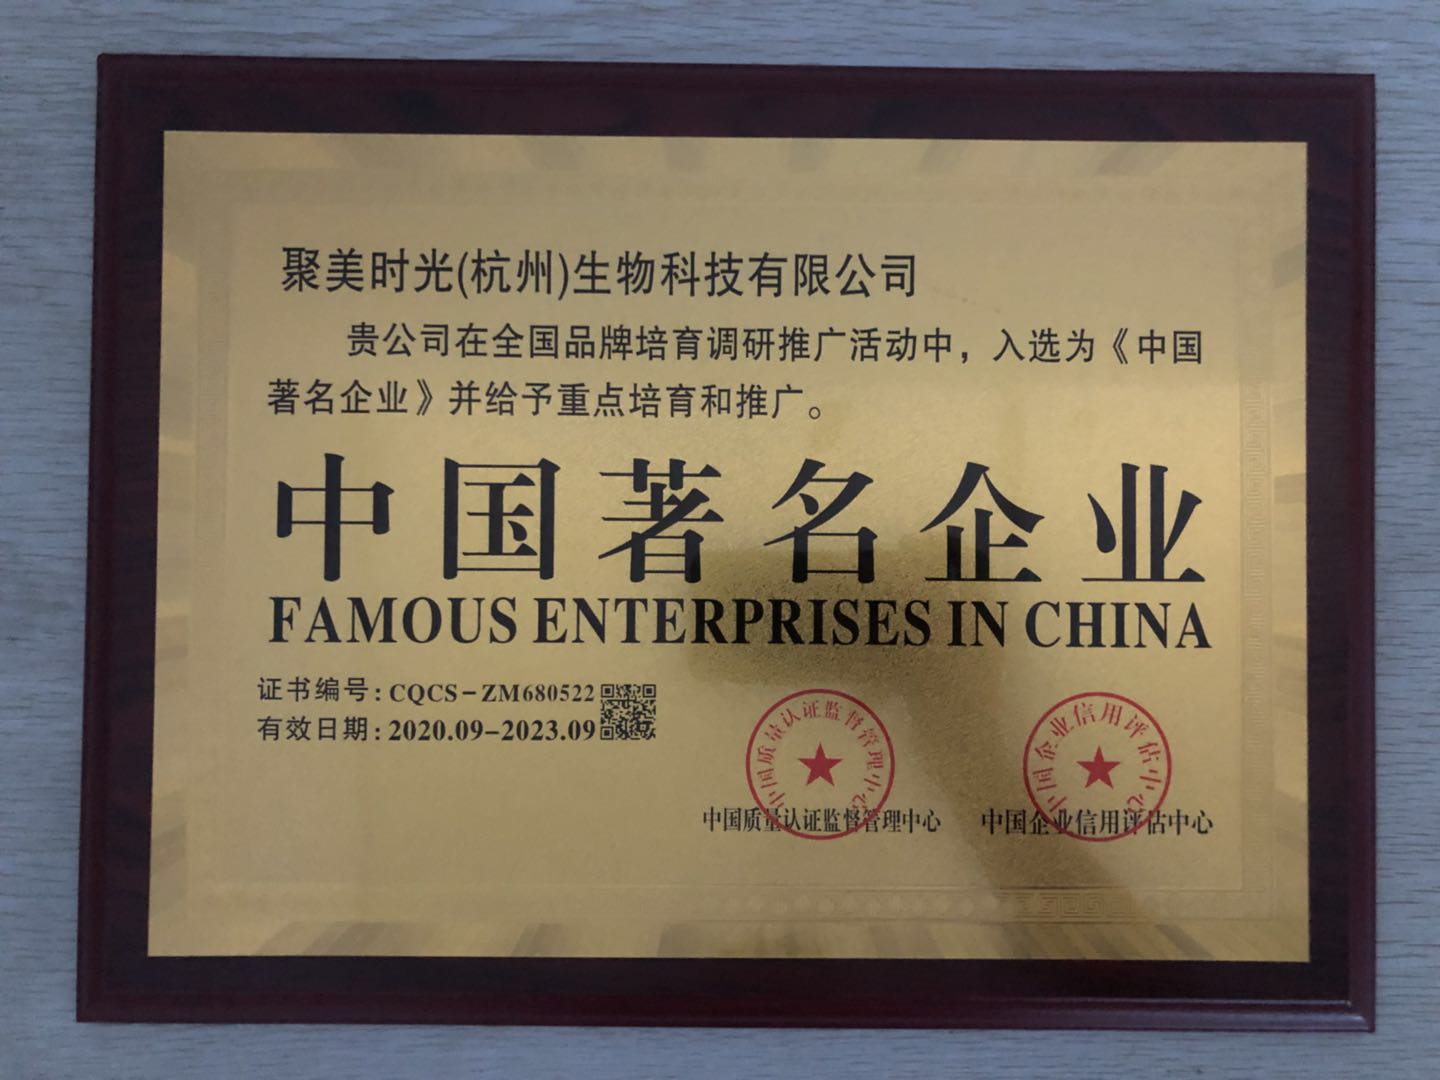 聚美时光(杭州)生物科技有限公司
贵公司在全国品牌培育调研推广活动中，入选为《中国
著名企业》并给予重点培育和推广。
中国著名企业
FAMOUS ENTERPRISES IN CHINA
证书编号：CQCS-ZM680522
有效日期：2020.09-2023.09
中国质量认证监督管理中心
中国企业信用评估中心
中国质量认证监督管理中心
中国企业信用评估中心